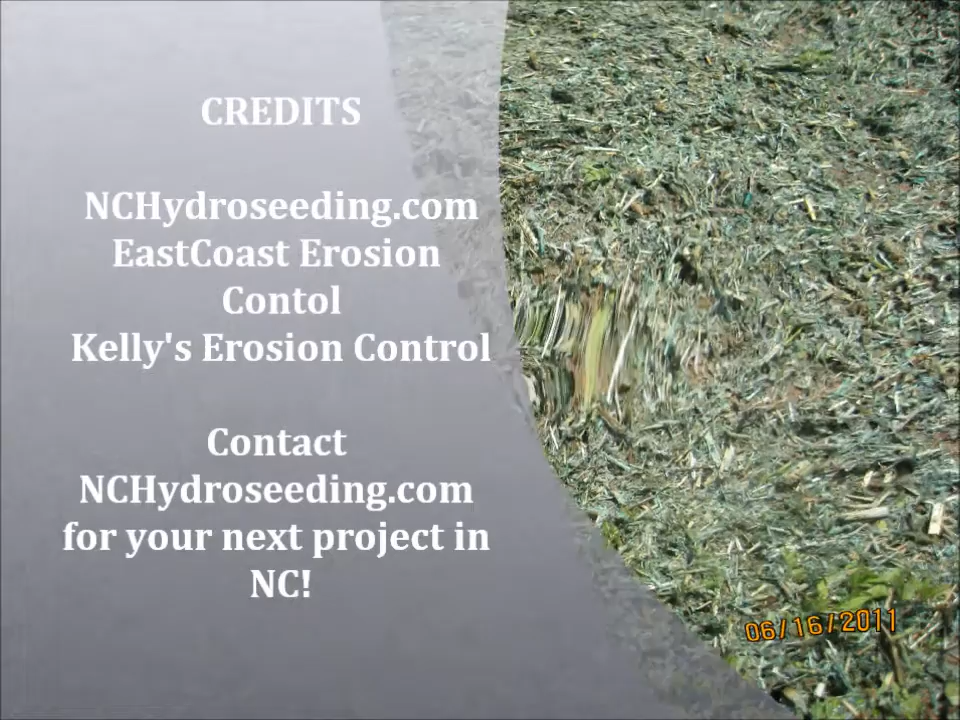 CREDITS
NCHydroseeding.com
EastCoast Erosion
Contol
Kelly's Erosion Control
Contact
NCHydroseeding.com
for your next project in
NC!
06/16/2011